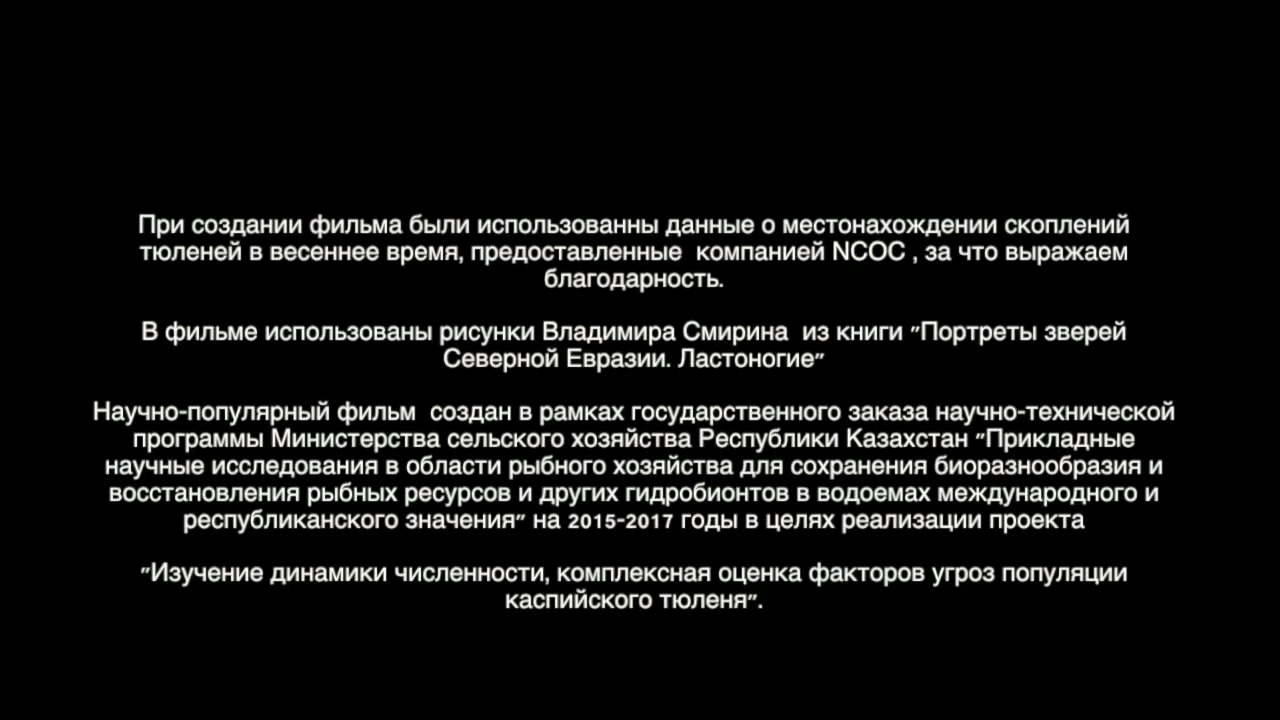 При создании фильма были использованны данные о местонахождении скоплений
тюленей в весеннее время, предоставленные  компанией NCOC , за что выражаем
благодарность.
В фильме использованы рисунки Владимира Смирина  из книги "Портреты зверей
Северной Евразии. Ластоногие"
Научно-популярный фильм  создан в рамках государственного заказа научно-технической
программы Министерства сельского хозяйства Республики Казахстан "Прикладные
научные исследования в области рыбного хозяйства для сохранения биоразнообразия и
восстановления рыбных ресурсов и других гидробионтов в водоемах международного и
республиканского значения" на 2015-2017 годы в целях реализации проекта
"Изучение динамики численности, комплексная оценка факторов угроз популяции
каспийского тюленя".